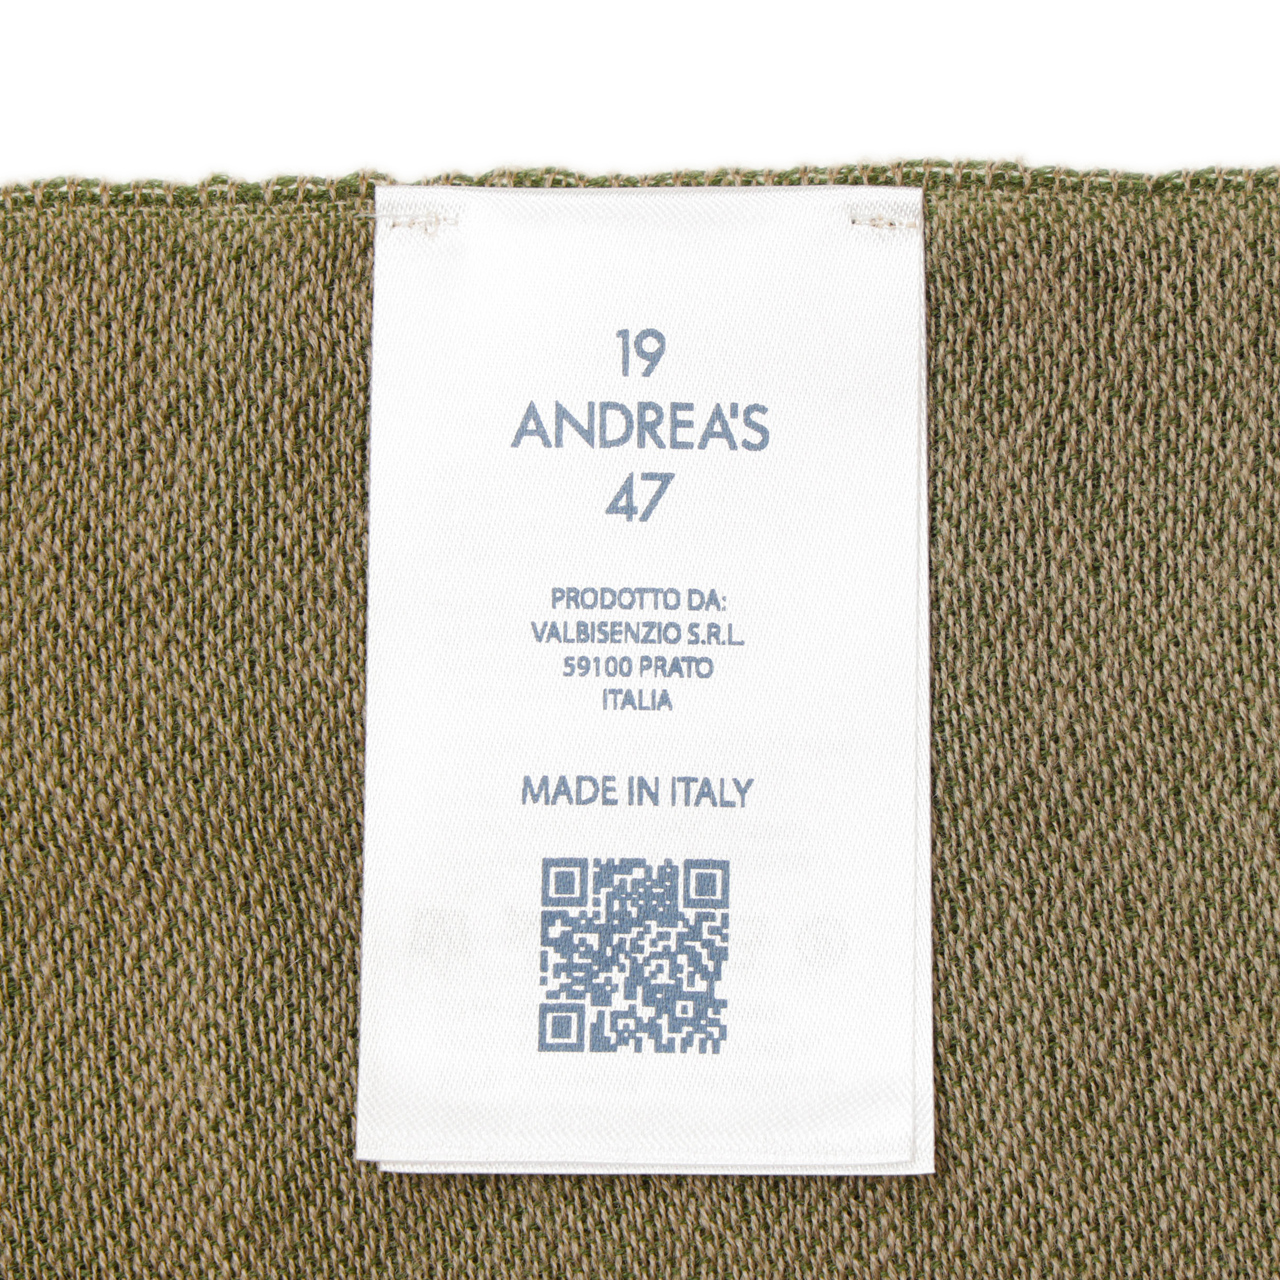 19
ANDREA'S
47
PRODOTTO DA:
VALBISENZIO S.R.L.
59100 PRATO
ITALIA
MADE IN ITALY